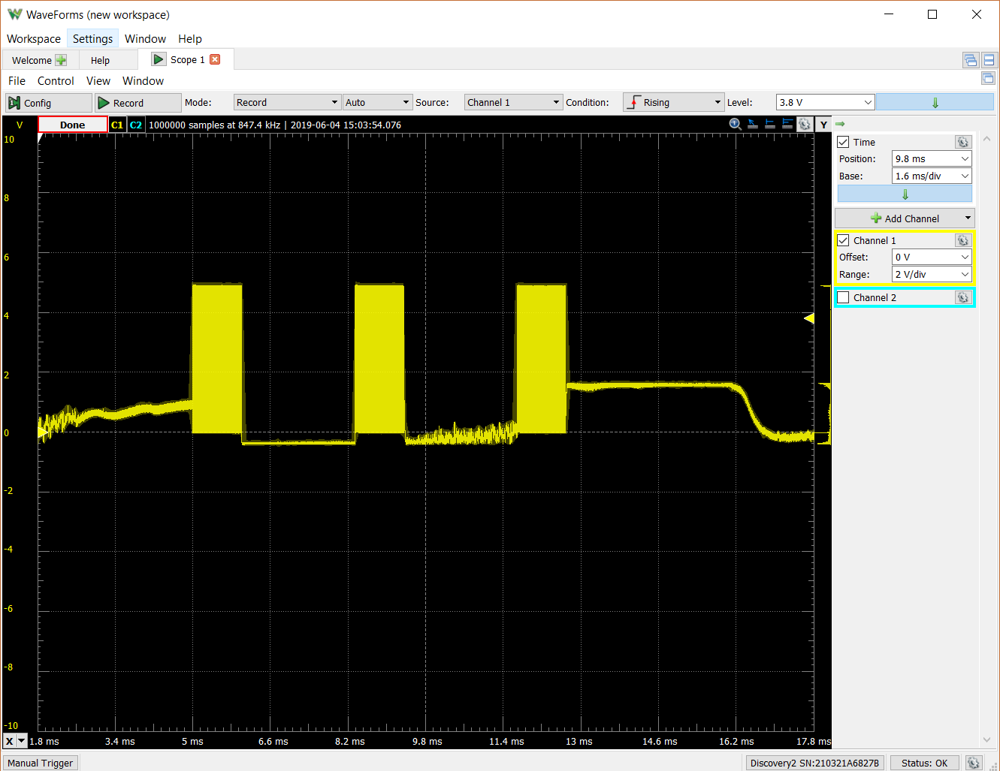 WaveForms (new workspace)
Workspace Settings Window Help
Welcome Help Scope 1
File Control View Window
Config Record Mode: Record Auto Source: Channel 1 Condition: Rising Level: 3.8 V
V Done C1 C2 1000000 samples at 847.4 kHz | 2019-06-04 15:03:54.076 Y
10
8
6
4
2
0
-2
-4
-6
-8
-10
X 1.8 ms 3.4 ms 5 ms 6.6 ms 8.2 ms 9.8 ms 11.4 ms 13 ms 14.6 ms 16.2 ms 17.8 ms
Time
Position: 9.8 ms
Base: 1.6 ms/div
Add Channel
Channel 1
Offset: 0 V
Range: 2 V/div
Channel 2
Manual Trigger Discovery2 SN:210321A6827B Status: OK